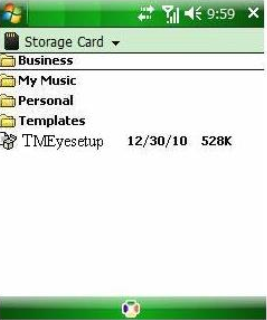 9:59
Storage Card
Business
My Music
Personal
Templates
TMEyesetup 12/30/10 528K